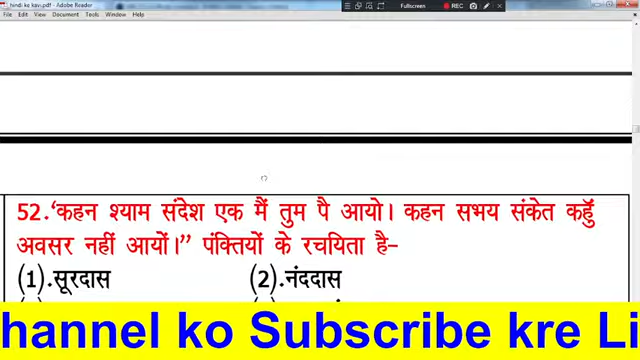 hindi ke kavi.pdf - Adobe Reader
Fullscreen
REC
File Edit View Document Tools Window Help
52.‘कहन श्याम संदेश एक मैं तुम पै आयो। कहन सभय संकेत कहूँ
अवसर नहीं आयों।” पंक्तियों के रचयिता है–
(1).सूरदास
(2).नंददास
hannel ko Subscribe kre Li